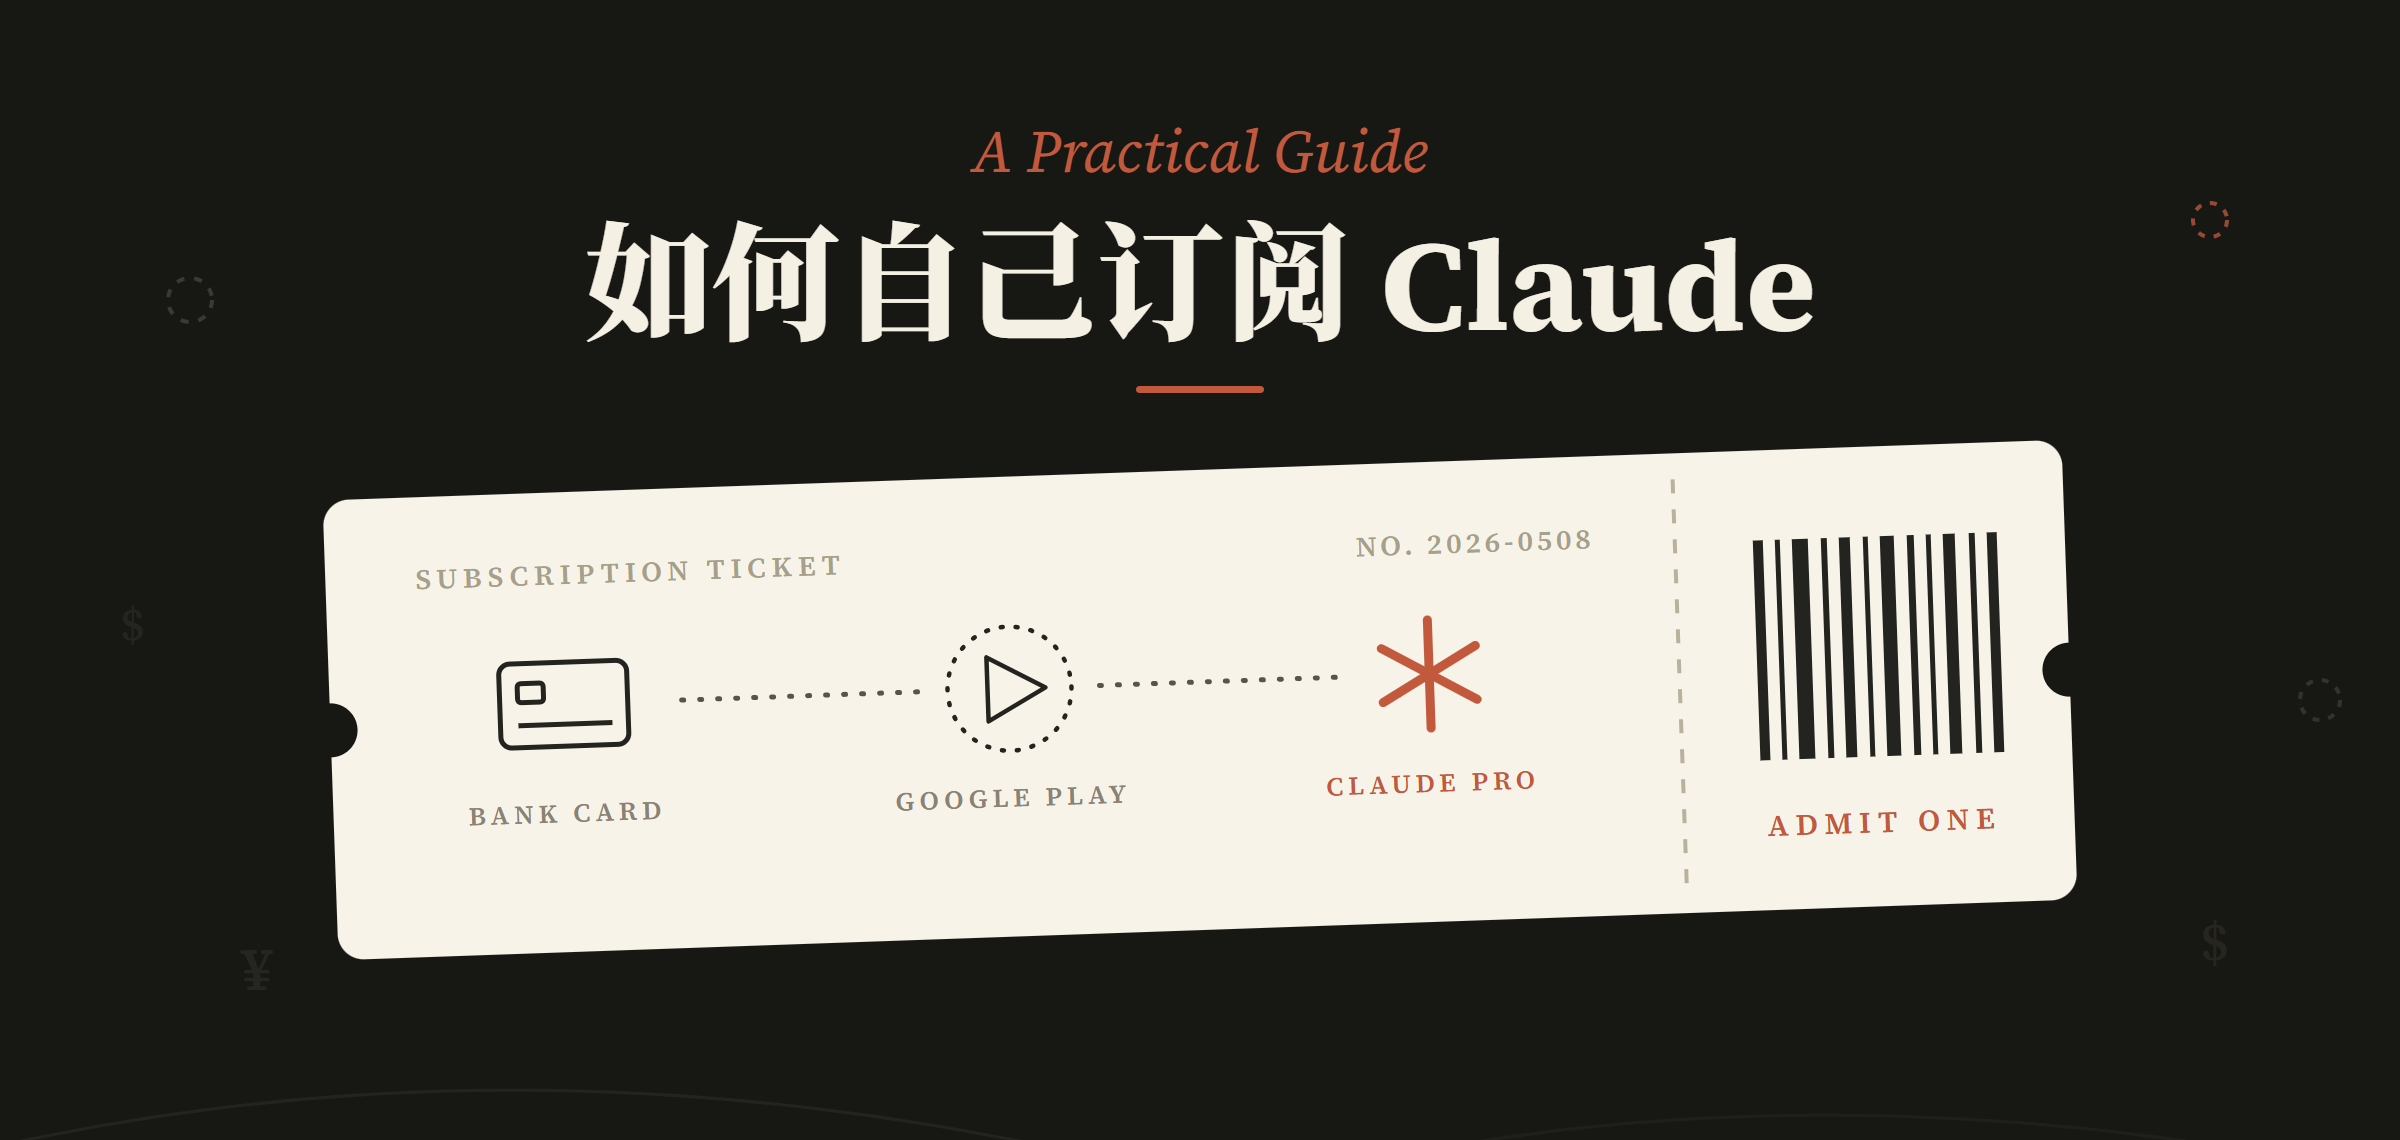 A Practical Guide
如何自己订阅 Claude
SUBSCRIPTION TICKET
NO. 2026-0508
BANK CARD
GOOGLE PLAY
CLAUDE PRO
ADMIT ONE
$
¥
$